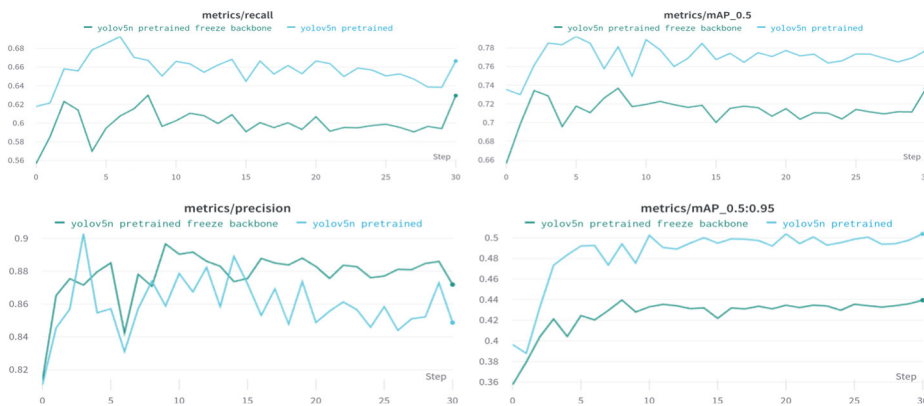 metrics/recall
yolov5n pretrained freeze backbone yolov5n pretrained
0.68
0.66
0.64
0.62
0.6
0.58
0.56
Step
0 5 10 15 20 25 30
metrics/mAP_0.5
yolov5n pretrained freeze backbone yolov5n pretrained
0.78
0.76
0.74
0.72
0.7
0.68
0.66
Step
0 5 10 15 20 25 30
metrics/precision
yolov5n pretrained freeze backbone yolov5n pretrained
0.9
0.88
0.86
0.84
0.82
Step
0 5 10 15 20 25 30
metrics/mAP_0.5:0.95
yolov5n pretrained freeze backbone yolov5n pretrained
0.5
0.48
0.46
0.44
0.42
0.4
0.38
0.36
Step
0 5 10 15 20 25 30